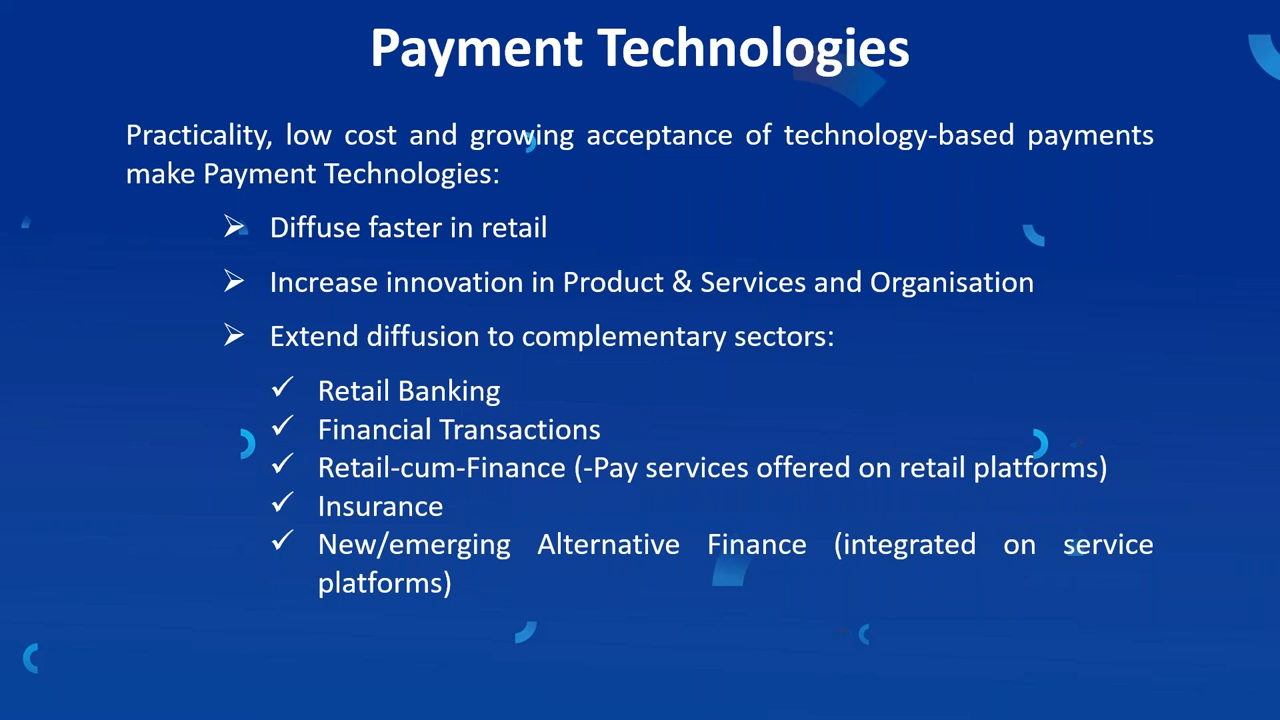 Payment Technologies
Practicality, low cost and growing acceptance of technology-based payments
make Payment Technologies:
➢ Diffuse faster in retail
➢ Increase innovation in Product & Services and Organisation
➢ Extend diffusion to complementary sectors:
✓ Retail Banking
✓ Financial Transactions
✓ Retail-cum-Finance (-Pay services offered on retail platforms)
✓ Insurance
✓ New/emerging Alternative Finance (integrated on service
platforms)